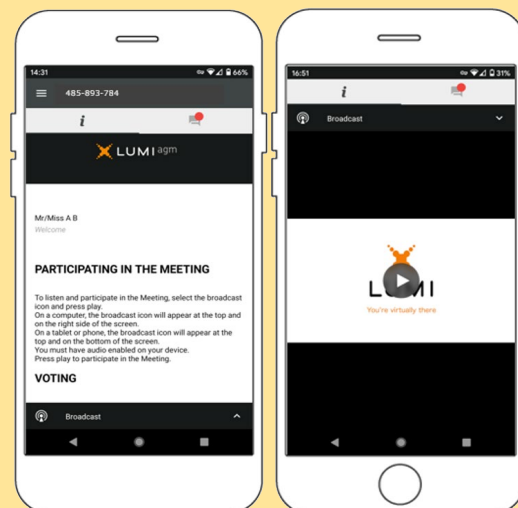 14:31
66%
485-893-784
i
LUMI agm
Mr/Miss A B
Welcome
PARTICIPATING IN THE MEETING
To listen and participate in the Meeting, select the broadcast
icon and press play.
On a computer, the broadcast icon will appear at the top and
on the right side of the screen.
On a tablet or phone, the broadcast icon will appear at the
top and on the bottom of the screen.
You must have audio enabled on your device.
Press play to participate in the Meeting.
VOTING
Broadcast
16:51
31%
i
Broadcast
LUMI
You're virtually there